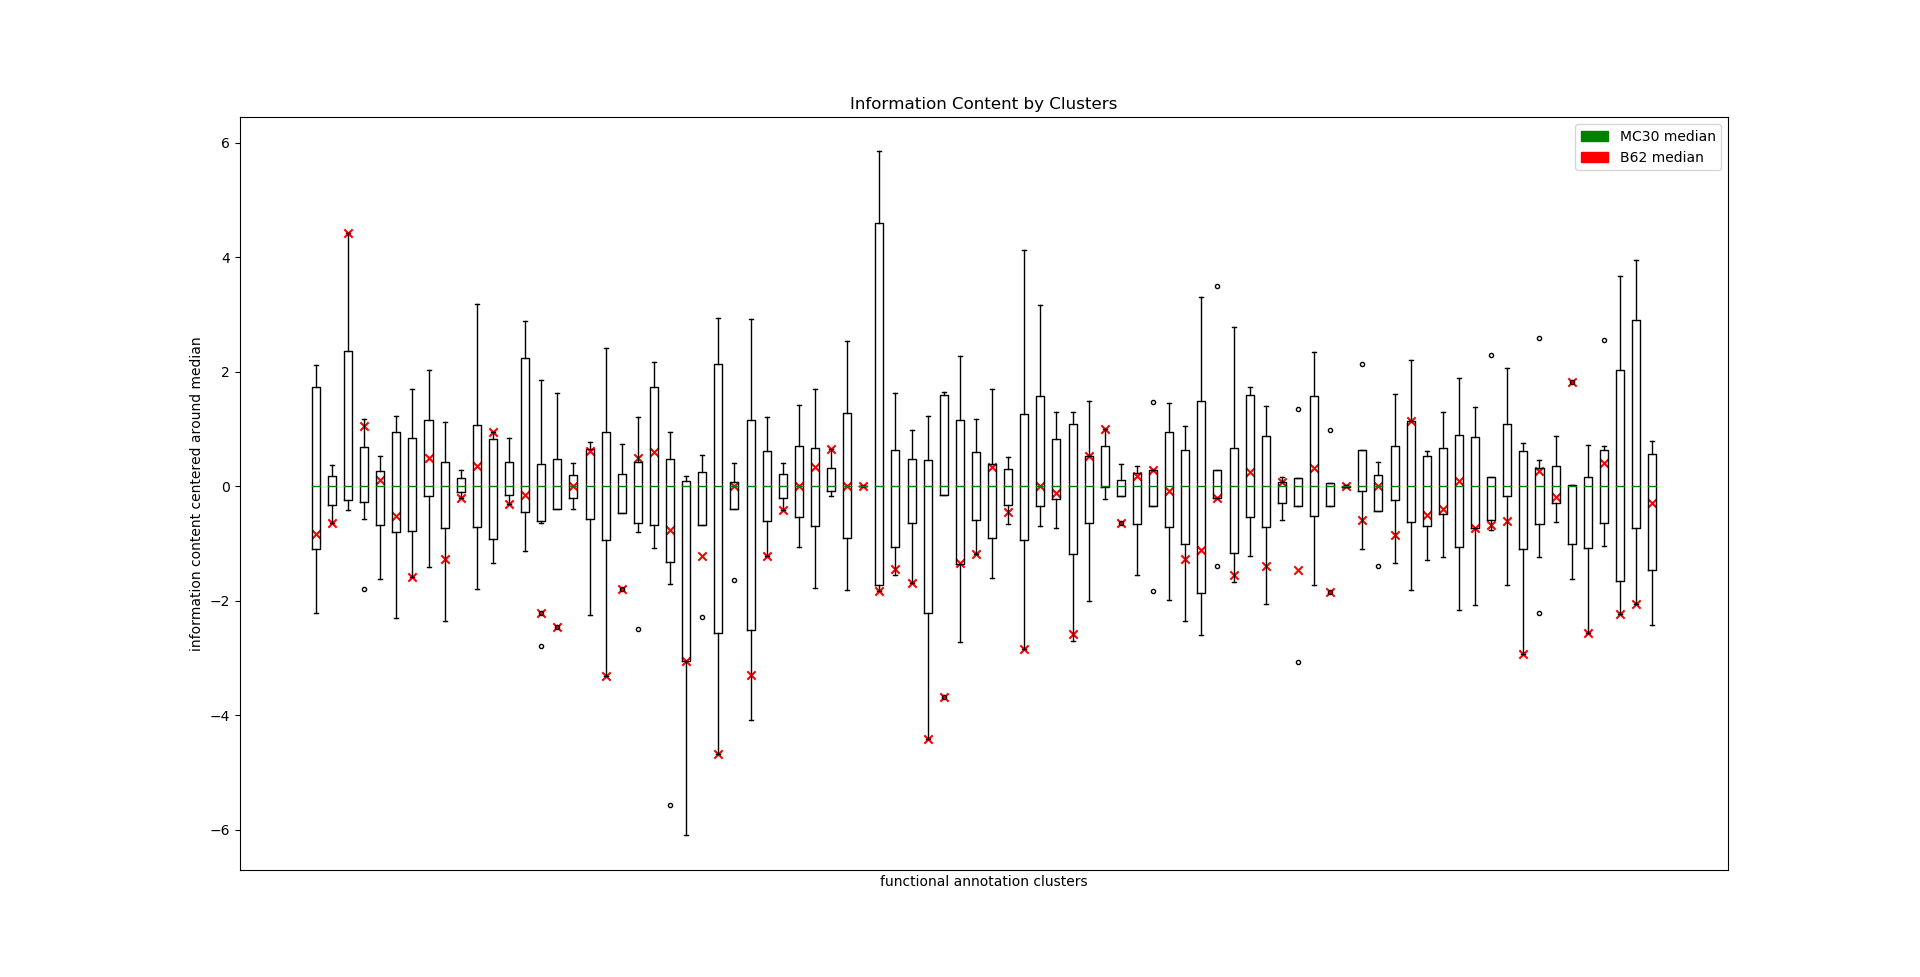 Information Content by Clusters
MC30 median
B62 median
information content centered around median
6
4
2
0
−2
−4
−6
functional annotation clusters